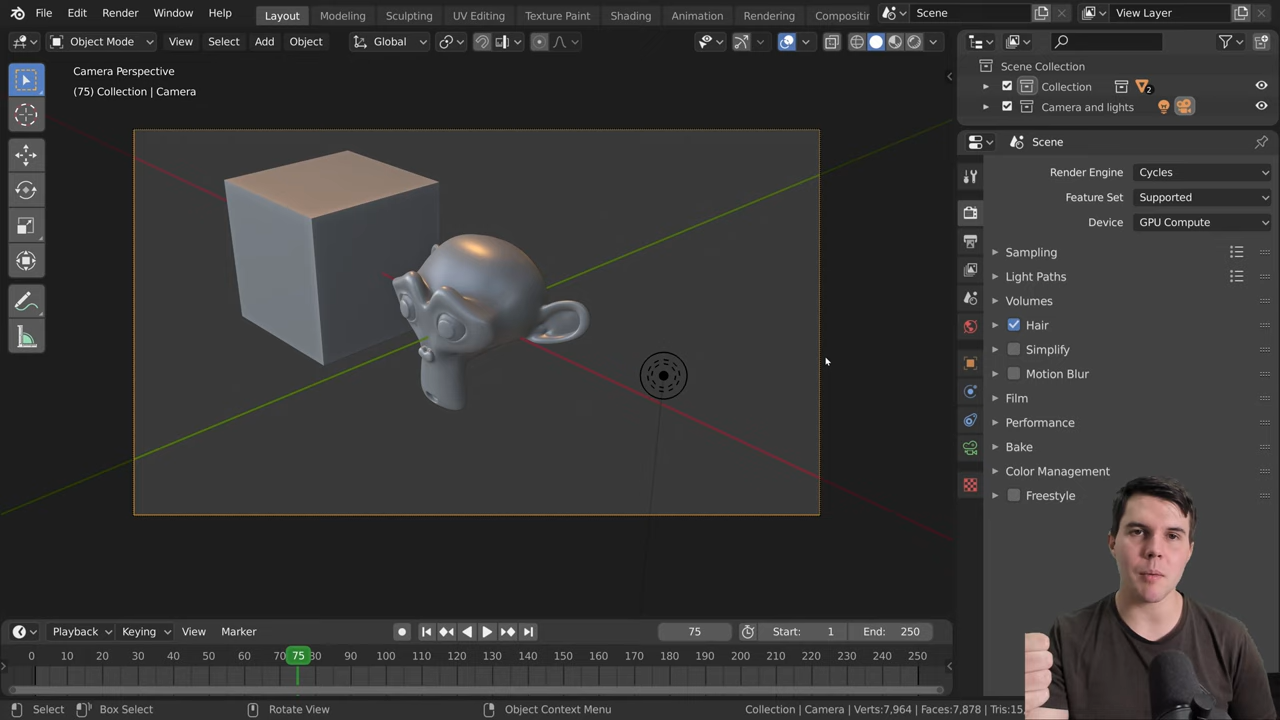 File Edit Render Window Help
Layout Modeling Sculpting UV Editing Texture Paint Shading Animation Rendering Compositin
Scene
View Layer
Object Mode View Select Add Object Global
Camera Perspective
(75) Collection | Camera
Scene Collection
Collection 2
Camera and lights
Scene
Render Engine Cycles
Feature Set Supported
Device GPU Compute
Sampling
Light Paths
Volumes
Hair
Simplify
Motion Blur
Film
Performance
Bake
Color Management
Freestyle
Playback Keying View Marker 75 Start: 1 End: 250
0 10 20 30 40 50 60 70 75 80 90 100 110 120 130 140 150 160 170 180 190 200 210 220 230 240 250
Select Box Select Rotate View Object Context Menu Collection | Camera | Verts:7,964 | Faces:7,878 | Tris:15,